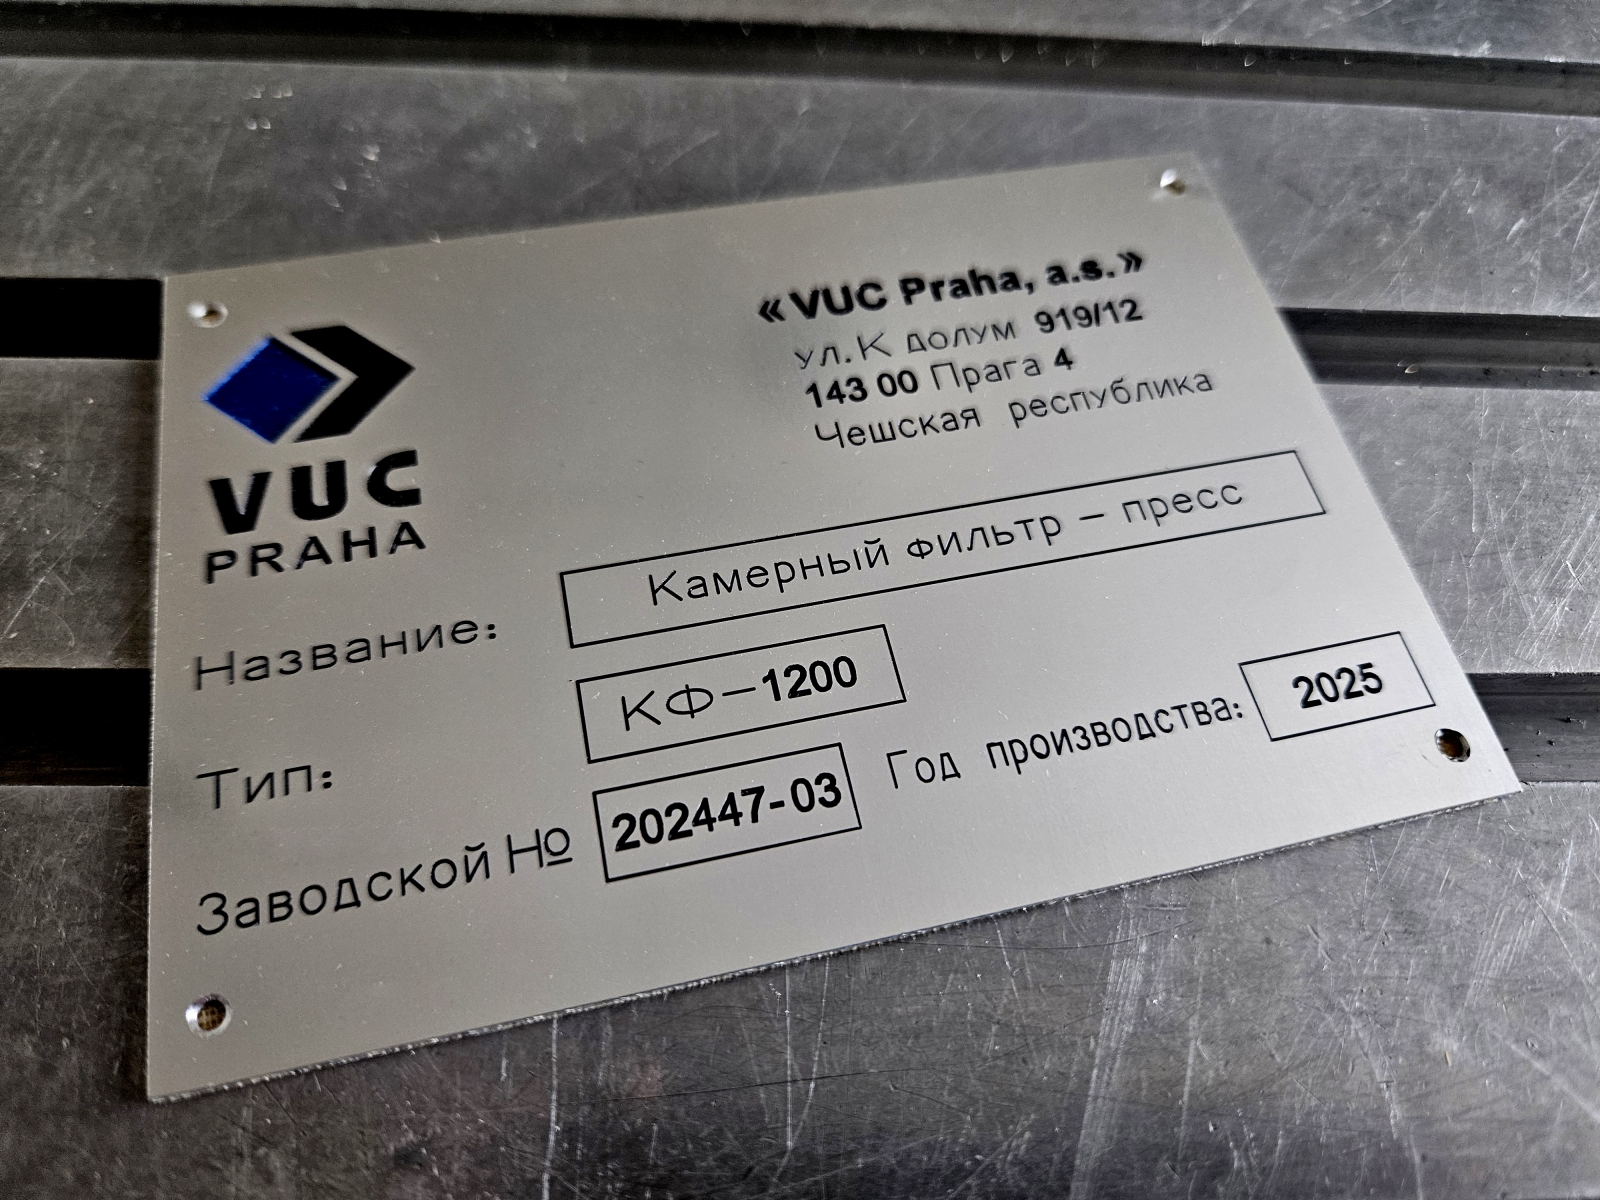 VUC
PRAHA
«VUC Praha, a.s.»
ул.К долум 919/12
143 00 Прага 4
Чешская республика
Название: Камерный фильтр – пресс
Тип: КФ–1200
Заводской № 202447-03 Год производства: 2025